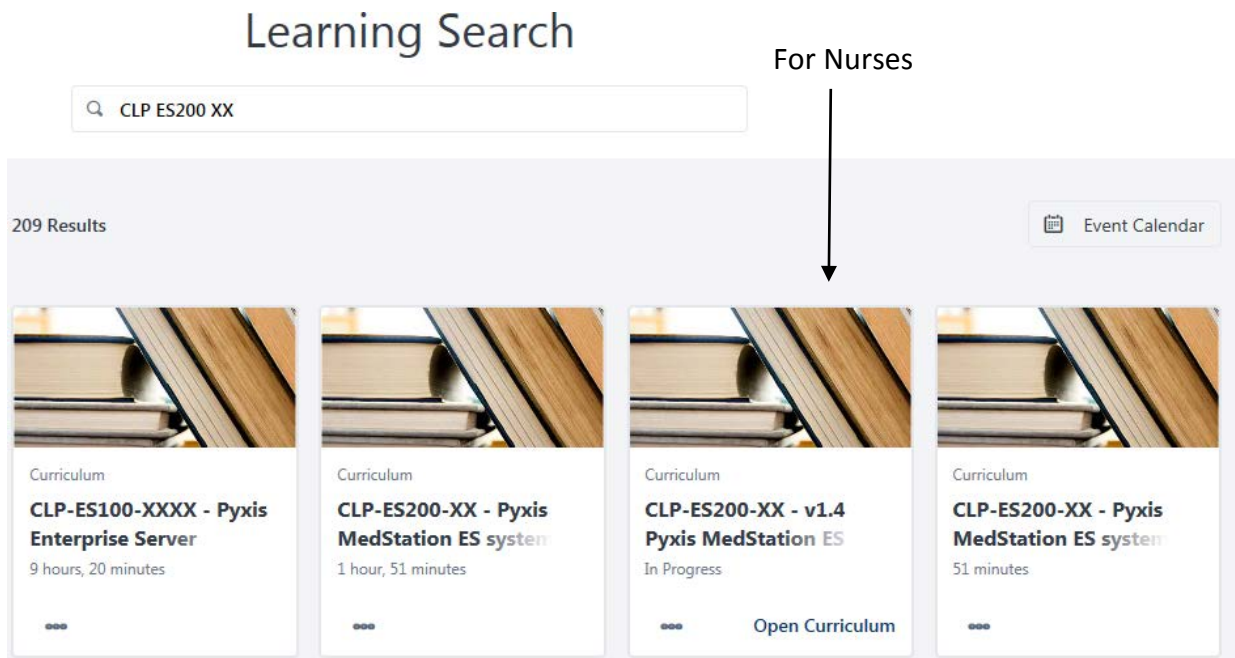 Learning Search
For Nurses
CLP ES200 XX
209 Results
Event Calendar
Curriculum
CLP-ES100-XXXX - Pyxis
Enterprise Server
9 hours, 20 minutes
Curriculum
CLP-ES200-XX - Pyxis
MedStation ES system
1 hour, 51 minutes
Curriculum
CLP-ES200-XX - v1.4
Pyxis MedStation ES
In Progress
Open Curriculum
Curriculum
CLP-ES200-XX - Pyxis
MedStation ES system
51 minutes